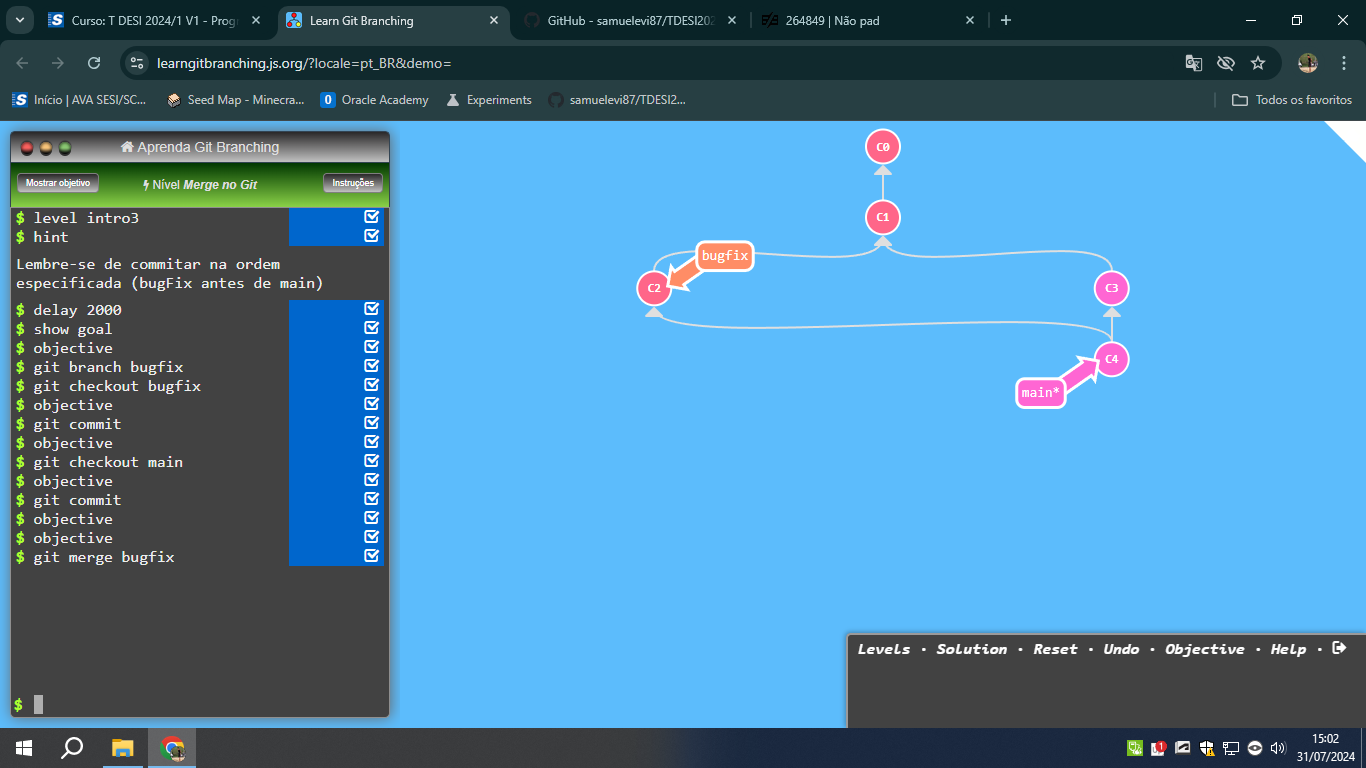 Curso: T DESI 2024/1 V1 - Prog
Learn Git Branching
GitHub - samuelevi87/TDESI202
264849 | Não pad
learngitbranching.js.org/?locale=pt_BR&demo=
Início | AVA SESI/SC...
Seed Map - Minecra...
Oracle Academy
Experiments
samuelevi87/TDESI2...
Todos os favoritos
Aprenda Git Branching
Mostrar objetivo
Nível Merge no Git
Instruções
$ level intro3
$ hint
Lembre-se de commitar na ordem
especificada (bugFix antes de main)
$ delay 2000
$ show goal
$ objective
$ git branch bugfix
$ git checkout bugfix
$ objective
$ git commit
$ objective
$ git checkout main
$ objective
$ git commit
$ objective
$ objective
$ git merge bugfix
$
C0
C1
bugfix
C2
C3
C4
main*
Levels · Solution · Reset · Undo · Objective · Help ·
1
15:02
31/07/2024